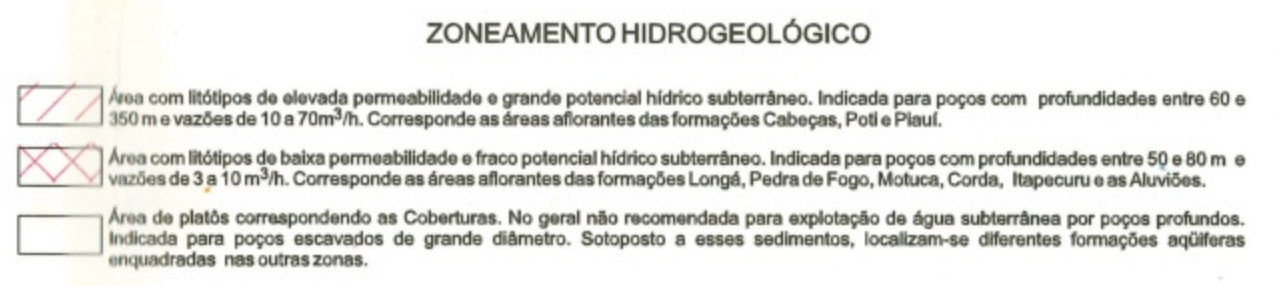 ZONEAMENTO HIDROGEOLÓGICO
Área com litótipos de elevada permeabilidade e grande potencial hídrico subterrâneo. Indicada para poços com profundidades entre 60 e
350 m e vazões de 10 a 70m³/h. Corresponde as áreas aflorantes das formações Cabeças, Poti e Piauí.
Área com litótipos de baixa permeabilidade e fraco potencial hídrico subterrâneo. Indicada para poços com profundidades entre 50 e 80 m e
vazões de 3 a 10 m³/h. Corresponde as áreas aflorantes das formações Longá, Pedra de Fogo, Motuca, Corda, Itapecuru e as Aluviões.
Área de platôs correspondendo as Coberturas. No geral não recomendada para explotação de água subterrânea por poços profundos.
Indicada para poços escavados de grande diâmetro. Sotoposto a esses sedimentos, localizam-se diferentes formações aqüiferas
enquadradas nas outras zonas.